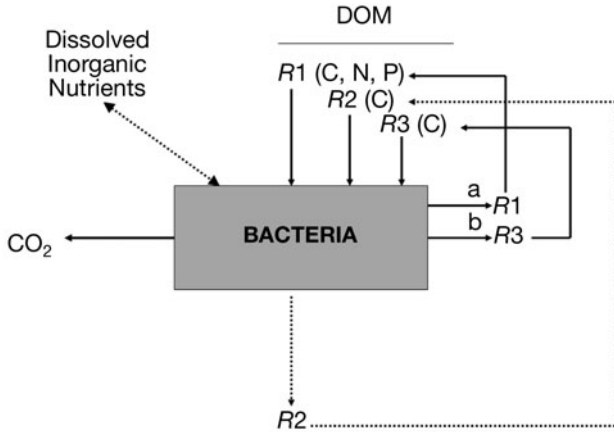 DOM
Dissolved
Inorganic
Nutrients
R1 (C, N, P)
R2 (C)
R3 (C)
a
R1
b
R3
BACTERIA
CO₂
R2